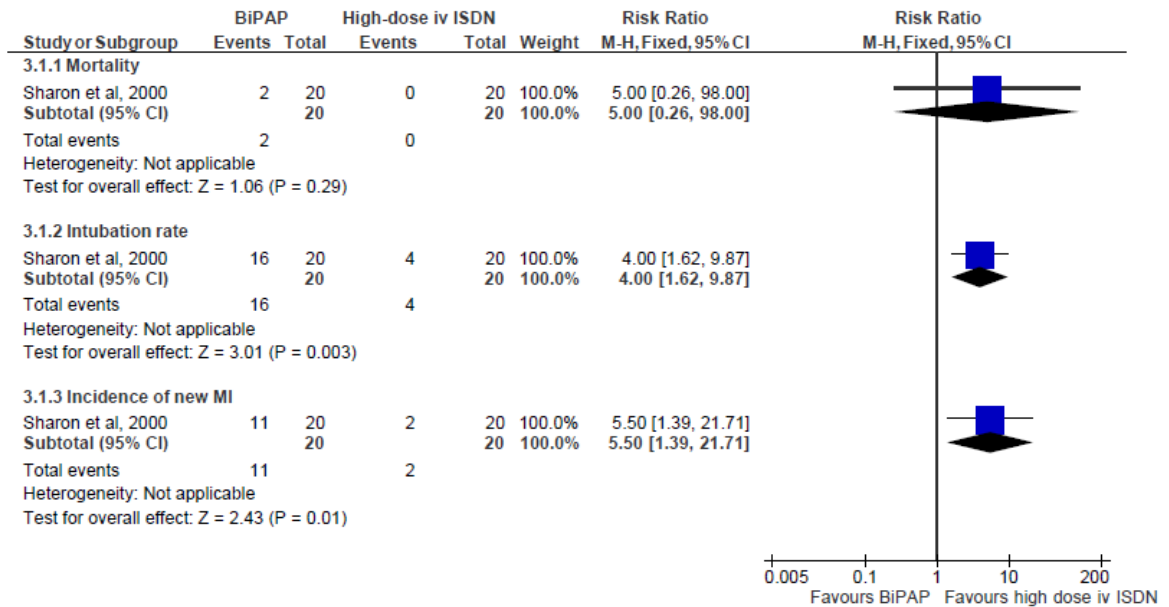 BiPAP High-dose iv ISDN Risk Ratio Risk Ratio
Study or Subgroup Events Total Events Total Weight M-H, Fixed, 95% CI M-H, Fixed, 95% CI
3.1.1 Mortality
Sharon et al, 2000 2 20 0 20 100.0% 5.00 [0.26, 98.00]
Subtotal (95% CI) 20 20 100.0% 5.00 [0.26, 98.00]
Total events 2 0
Heterogeneity: Not applicable
Test for overall effect: Z = 1.06 (P = 0.29)
3.1.2 Intubation rate
Sharon et al, 2000 16 20 4 20 100.0% 4.00 [1.62, 9.87]
Subtotal (95% CI) 20 20 100.0% 4.00 [1.62, 9.87]
Total events 16 4
Heterogeneity: Not applicable
Test for overall effect: Z = 3.01 (P = 0.003)
3.1.3 Incidence of new MI
Sharon et al, 2000 11 20 2 20 100.0% 5.50 [1.39, 21.71]
Subtotal (95% CI) 20 20 100.0% 5.50 [1.39, 21.71]
Total events 11 2
Heterogeneity: Not applicable
Test for overall effect: Z = 2.43 (P = 0.01)
0.005 0.1 1 10 200
Favours BiPAP Favours high dose iv ISDN